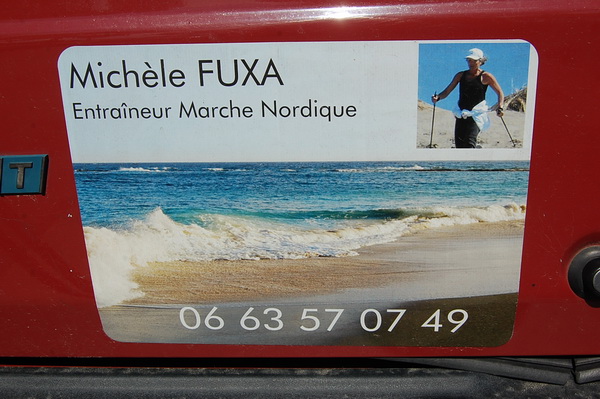 Michèle FUXA
Entraîneur Marche Nordique
T
06 63 57 07 49